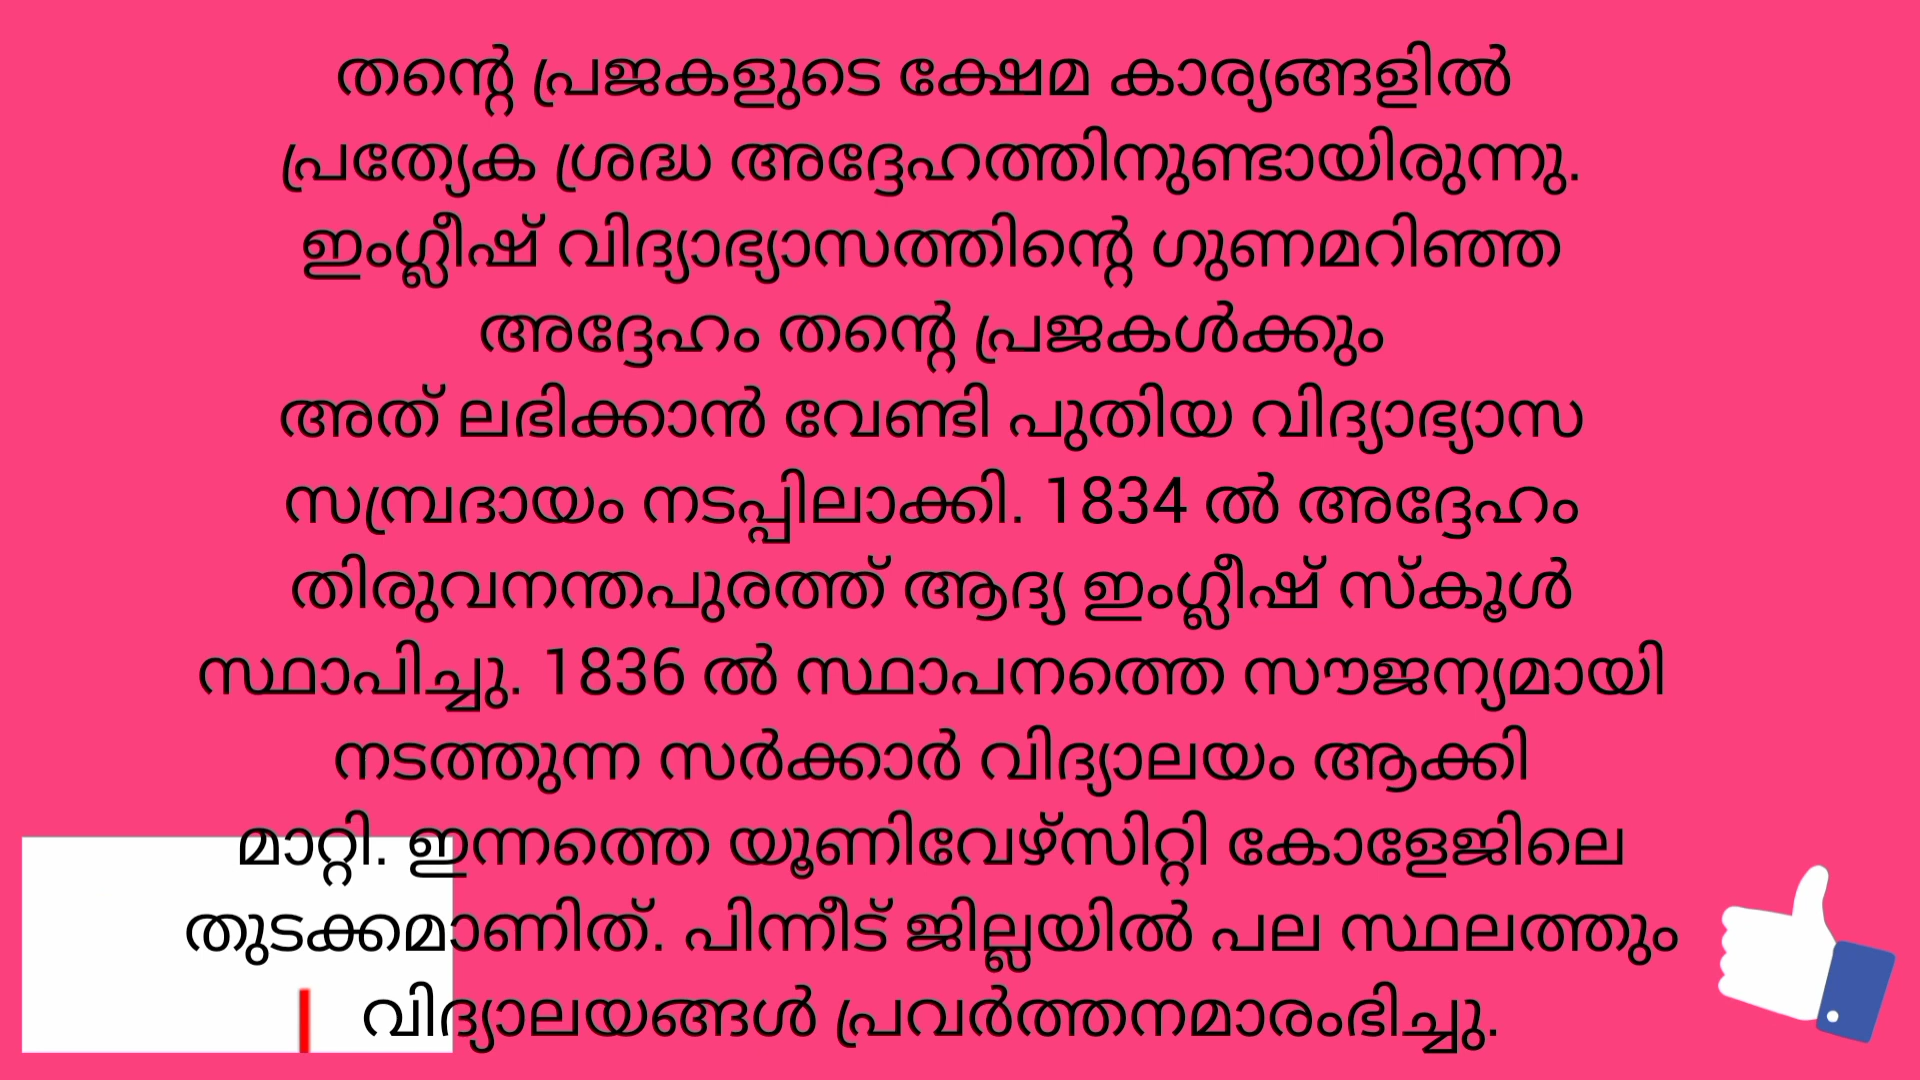 തന്റെ പ്രജകളുടെ ക്ഷേമ കാര്യങ്ങളിൽ
പ്രത്യേക ശ്രദ്ധ അദ്ദേഹത്തിനുണ്ടായിരുന്നു.
ഇംഗ്ലീഷ് വിദ്യാഭ്യാസത്തിന്റെ ഗുണമറിഞ്ഞ
അദ്ദേഹം തന്റെ പ്രജകൾക്കും
അത് ലഭിക്കാൻ വേണ്ടി പുതിയ വിദ്യാഭ്യാസ
സമ്പ്രദായം നടപ്പിലാക്കി. 1834 ൽ അദ്ദേഹം
തിരുവനന്തപുരത്ത് ആദ്യ ഇംഗ്ലീഷ് സ്കൂൾ
സ്ഥാപിച്ചു. 1836 ൽ സ്ഥാപനത്തെ സൗജന്യമായി
നടത്തുന്ന സർക്കാർ വിദ്യാലയം ആക്കി
മാറ്റി. ഇന്നത്തെ യൂണിവേഴ്സിറ്റി കോളേജിലെ
തുടക്കമാണിത്. പിന്നീട് ജില്ലയിൽ പല സ്ഥലത്തും
വിദ്യാലയങ്ങൾ പ്രവർത്തനമാരംഭിച്ചു.